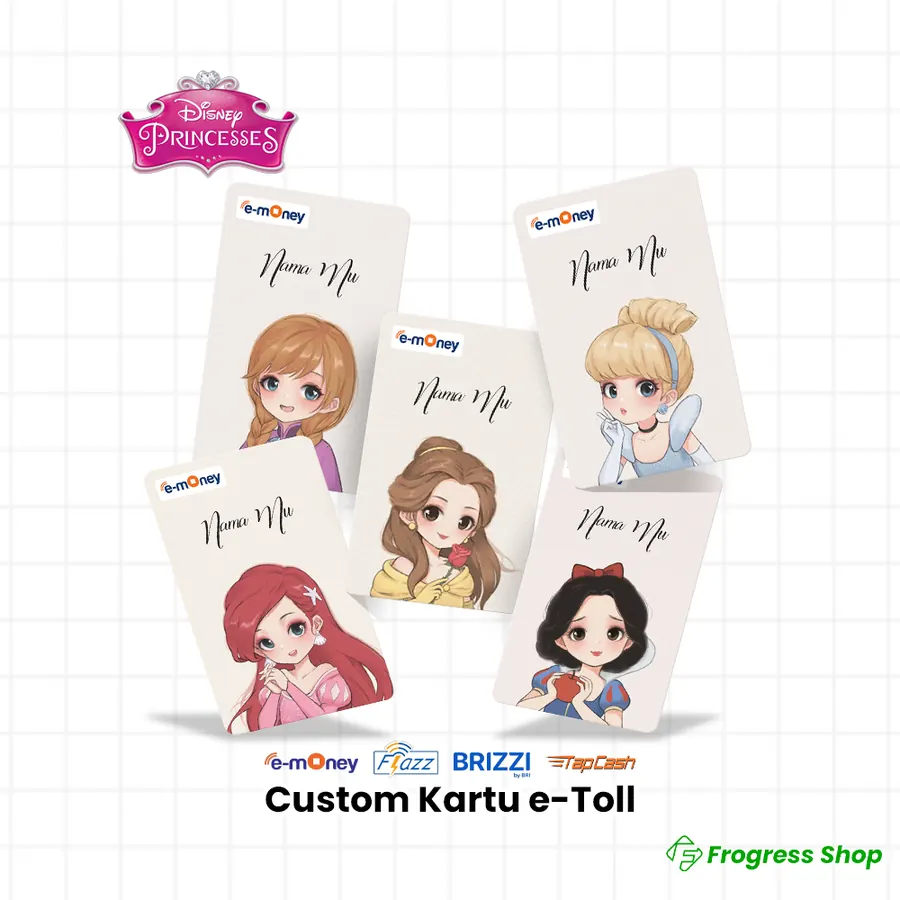 Disney
PRINCESSES
e-money
Nama Mu
e-money
Nama Mu
e-money
Nama Mu
e-money
Nama Mu
Nama Mu
e-money
Flazz
BRIZZI
by BRI
TapCash
Custom Kartu e-Toll
Frogress Shop